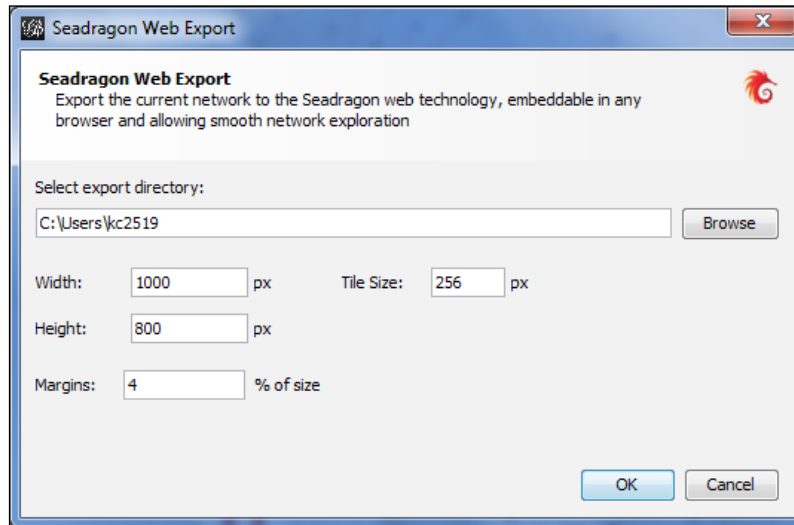 Seadragon Web Export
Seadragon Web Export
Export the current network to the Seadragon web technology, embeddable in any
browser and allowing smooth network exploration
Select export directory:
C:\Users\kc2519 Browse
Width: 1000 px Tile Size: 256 px
Height: 800 px
Margins: 4 % of size
OK Cancel